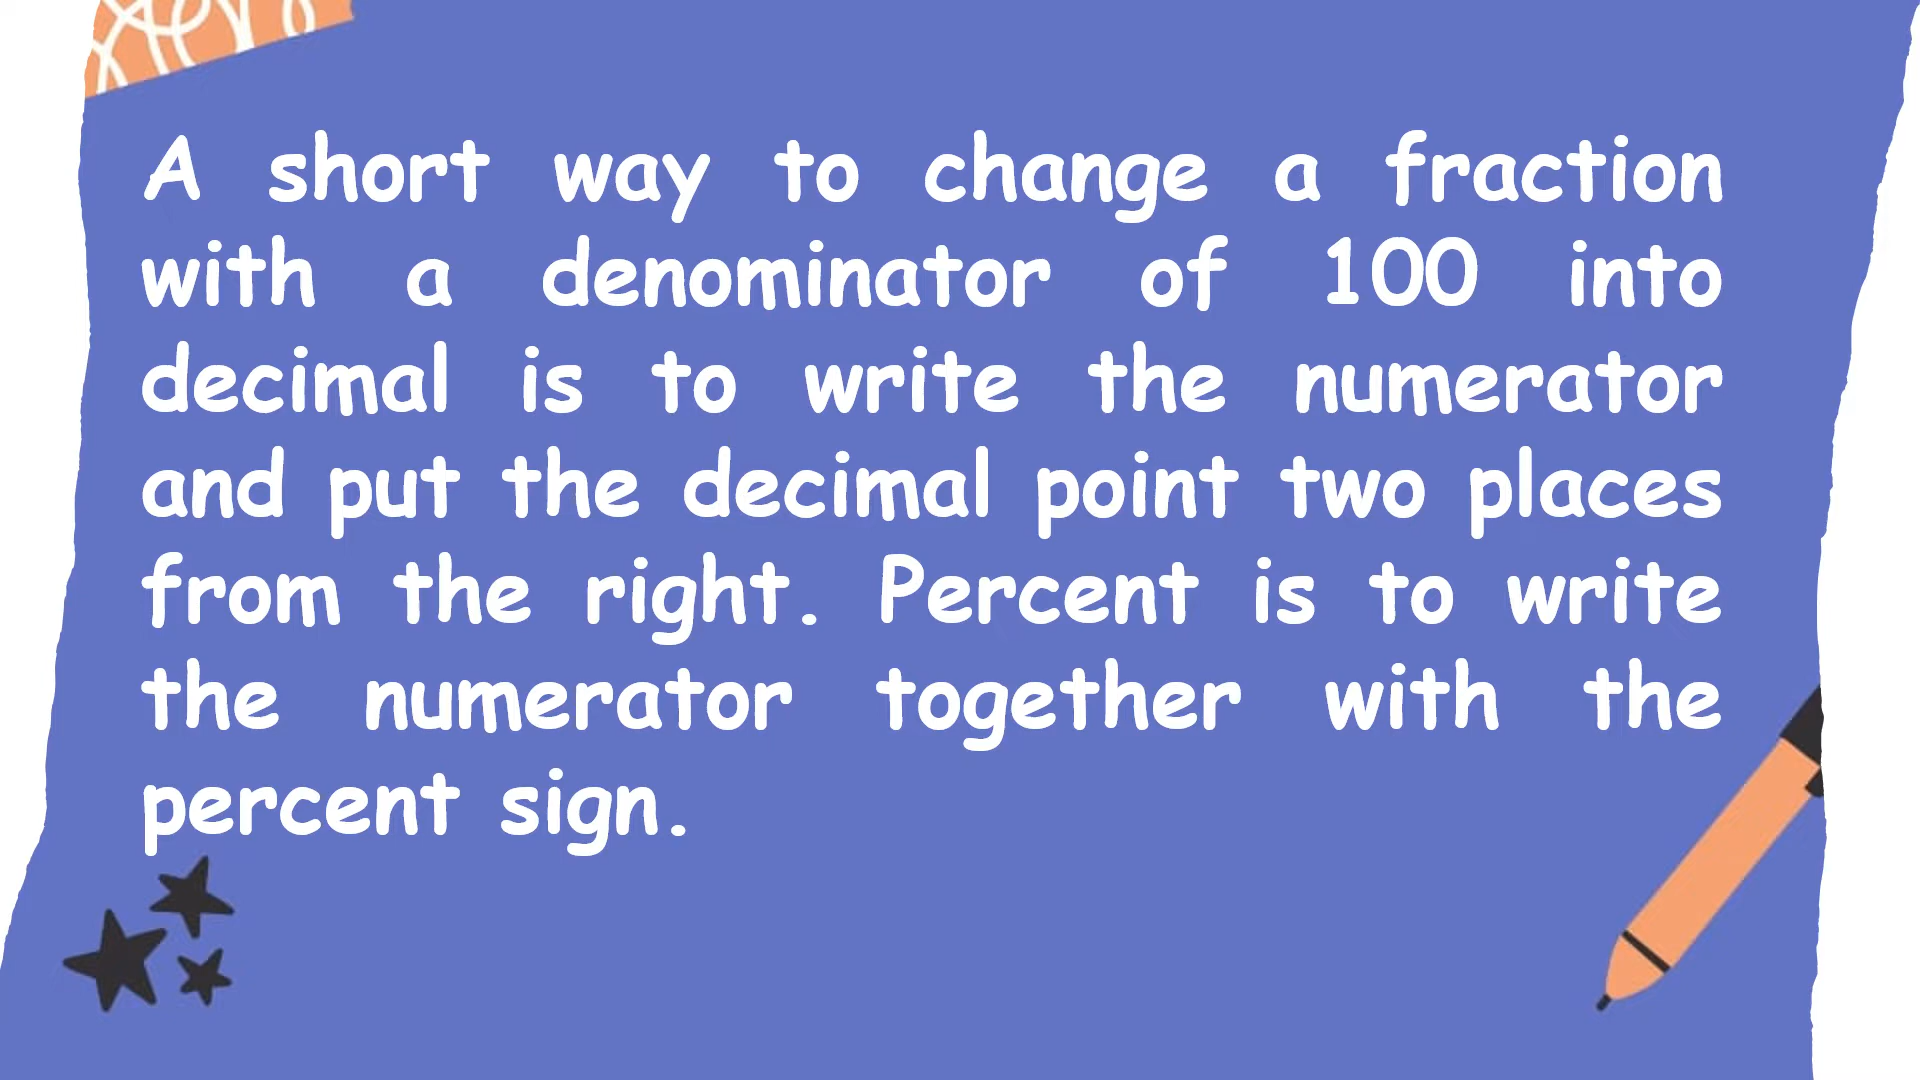 A short way to change a fraction
with a denominator of 100 into
decimal is to write the numerator
and put the decimal point two places
from the right. Percent is to write
the numerator together with the
percent sign.